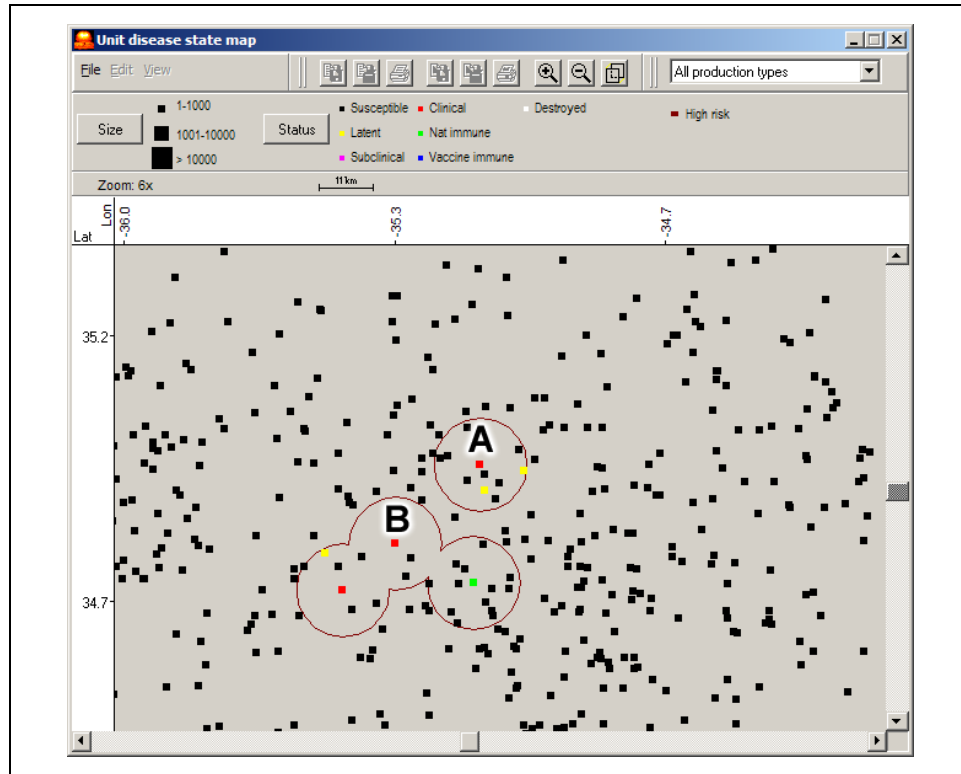 Unit disease state map
File Edit View
All production types
Size
1-1000
1001-10000
> 10000
Status
Susceptible
Clinical
Destroyed
High risk
Latent
Nat immune
Subclinical
Vaccine immune
Zoom: 6x
11 km
Lon
Lat
-36.0
-35.3
-34.7
35.2
34.7
A
B